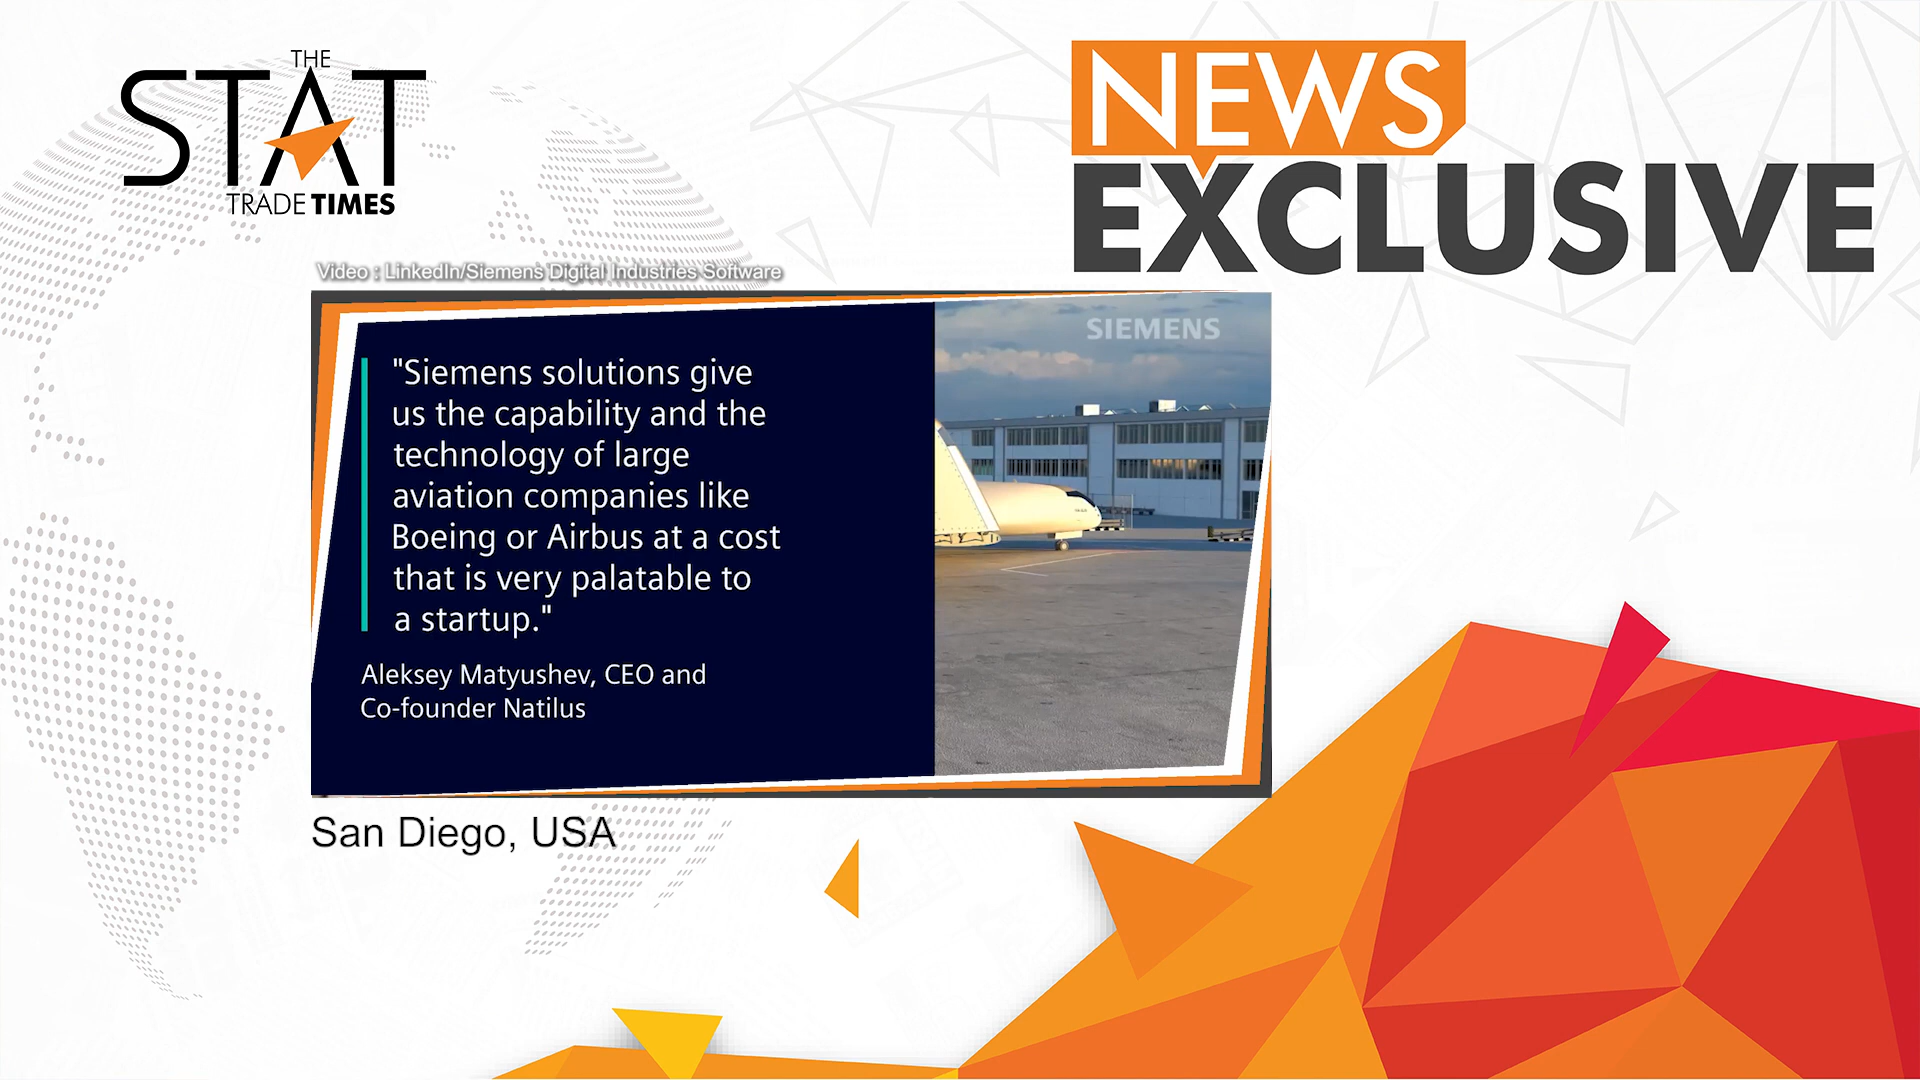 THE
STAT
TRADE TIMES
NEWS
EXCLUSIVE
Video : LinkedIn/Siemens Digital Industries Software
SIEMENS
"Siemens solutions give
us the capability and the
technology of large
aviation companies like
Boeing or Airbus at a cost
that is very palatable to
a startup."
Aleksey Matyushev, CEO and
Co-founder Natilus
San Diego, USA